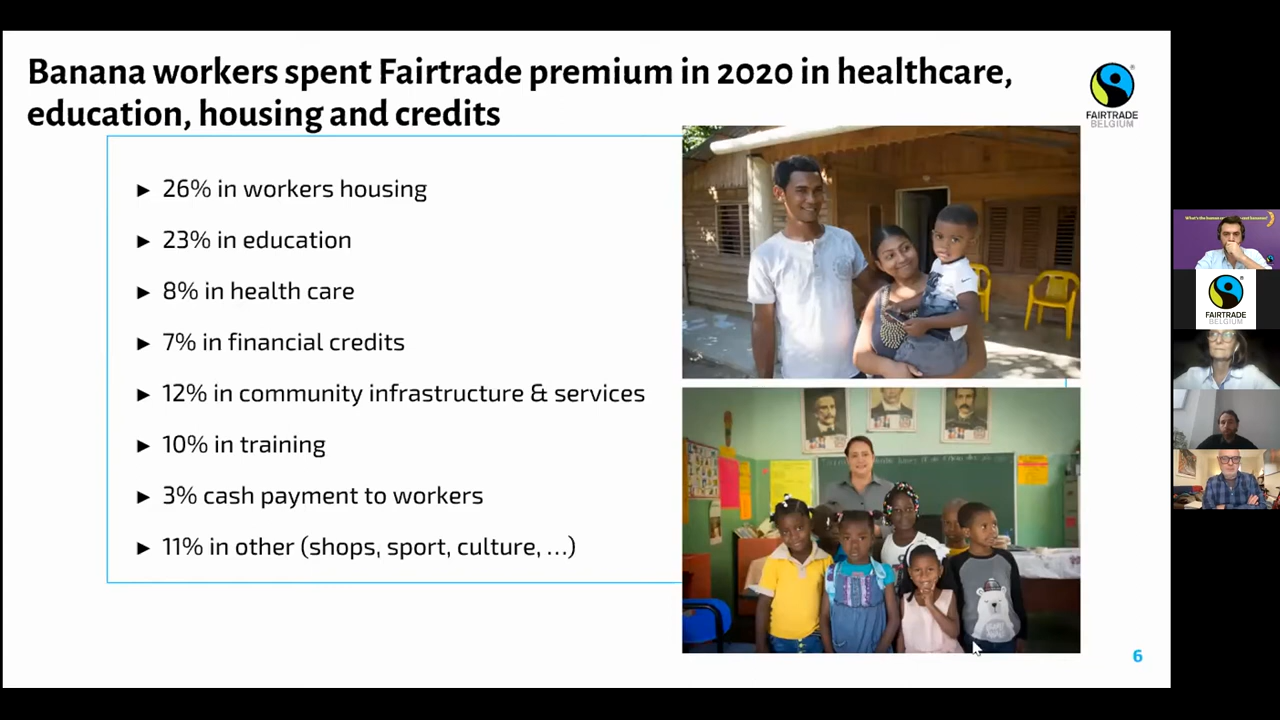 Banana workers spent Fairtrade premium in 2020 in healthcare,
education, housing and credits
FAIRTRADE
BELGIUM
► 26% in workers housing
► 23% in education
► 8% in health care
► 7% in financial credits
► 12% in community infrastructure & services
► 10% in training
► 3% cash payment to workers
► 11% in other (shops, sport, culture, …)
6
FAIRTRADE
BELGIUM